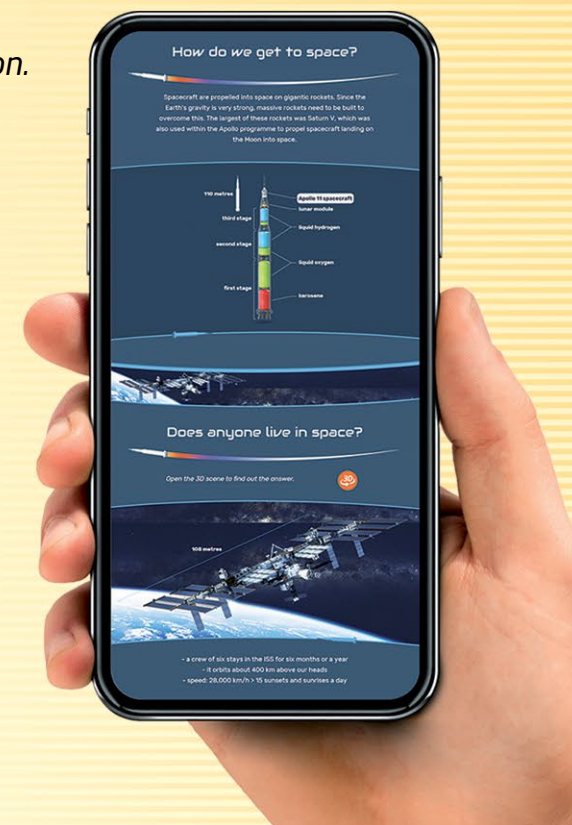 on.
How do we get to space?
Spacecraft are propelled into space on gigantic rockets. Since the
Earth's gravity is very strong, massive rockets need to be built to
overcome this. The largest of these rockets was Saturn V, which was
also used within the Apollo programme to propel spacecraft landing on
the Moon into space.
110 metres
Apollo 11 spacecraft
lunar module
third stage
liquid hydrogen
second stage
liquid oxygen
first stage
kerosene
Does anyone live in space?
Open the 3D scene to find out the answer.
3D
108 metres
- a crew of six stays in the ISS for six months or a year
- it orbits about 400 km above our heads
- speed: 28,000 km/h > 15 sunsets and sunrises a day